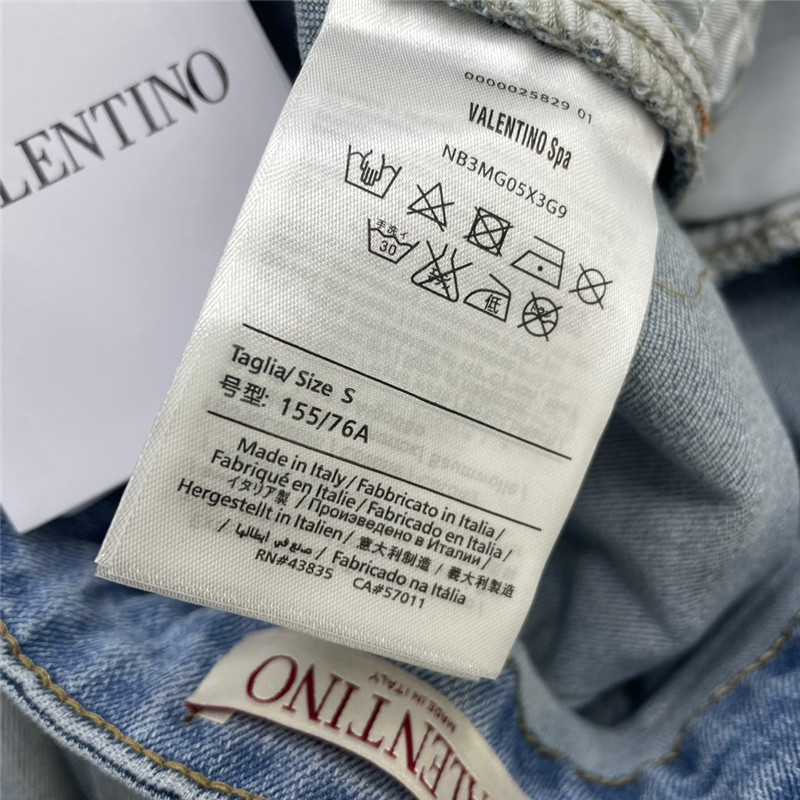 VALENTINO
0000025829 01
VALENTINO Spa
NB3MG05X3G9
手洗イ
30
低
Taglia/ Size S
号型: 155/76A
Made in Italy / Fabbricato in Italia /
Fabriqué en Italie / Fabricado en Italia /
イタリア製 / Произведено в Италии /
Hergestellt in Italien / 意大利制造 / 義大利製造
/ صنع في ايطاليا / Fabricado na Itália
RN#43835 CA#57011
VALENTINO
MADE IN ITALY